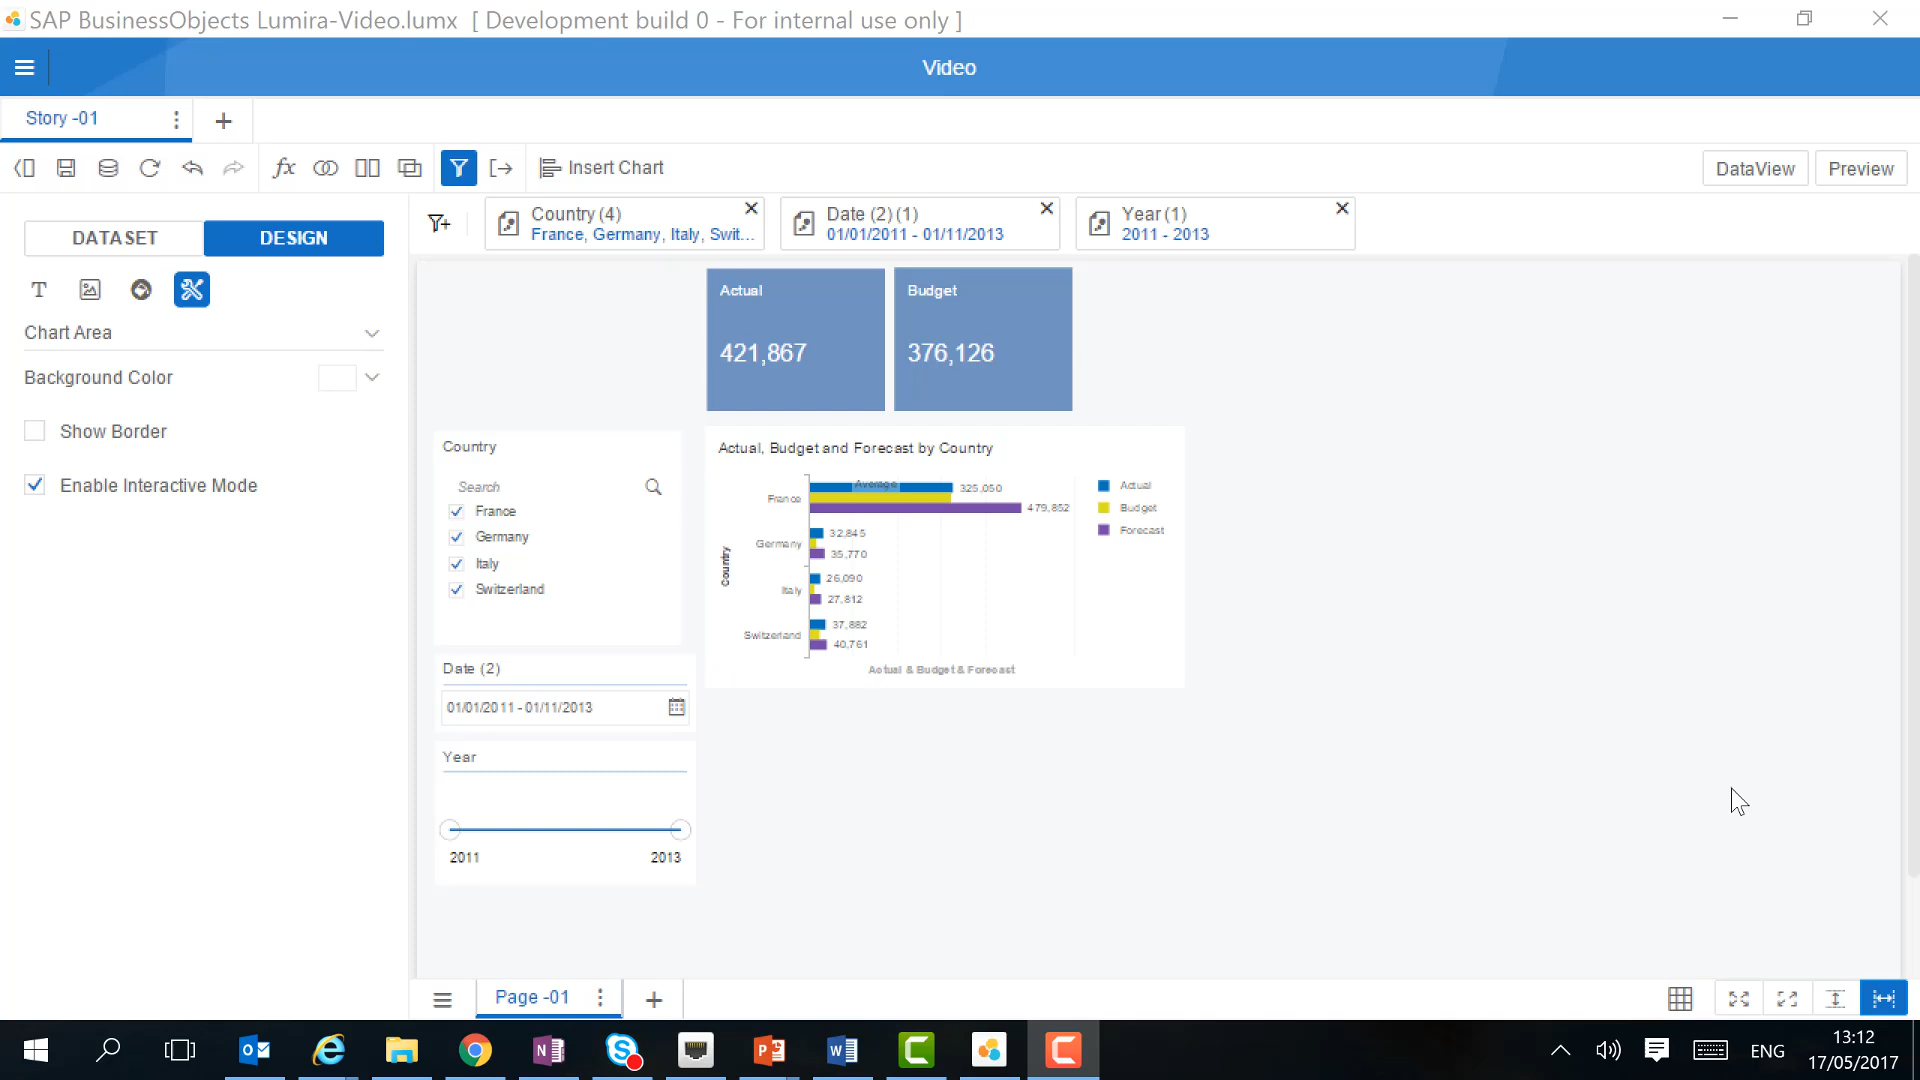 SAP BusinessObjects Lumira-Video.lumx [ Development build 0 - For internal use only ]
Video
Story -01
fx
Insert Chart
DataView
Preview
DATASET
DESIGN
Country (4)
France, Germany, Italy, Swit...
Date (2) (1)
01/01/2011 - 01/11/2013
Year (1)
2011 - 2013
T
Chart Area
Background Color
Show Border
Enable Interactive Mode
Actual
421,867
Budget
376,126
Country
Search
France
Germany
Italy
Switzerland
Date (2)
01/01/2011 - 01/11/2013
Year
2011
2013
Actual, Budget and Forecast by Country
Average
325,050
France
479,852
32,845
Germany
35,770
26,090
Italy
27,812
37,882
Switzerland
40,761
Country
Actual & Budget & Forecast
Actual
Budget
Forecast
Page -01
ENG
13:12
17/05/2017